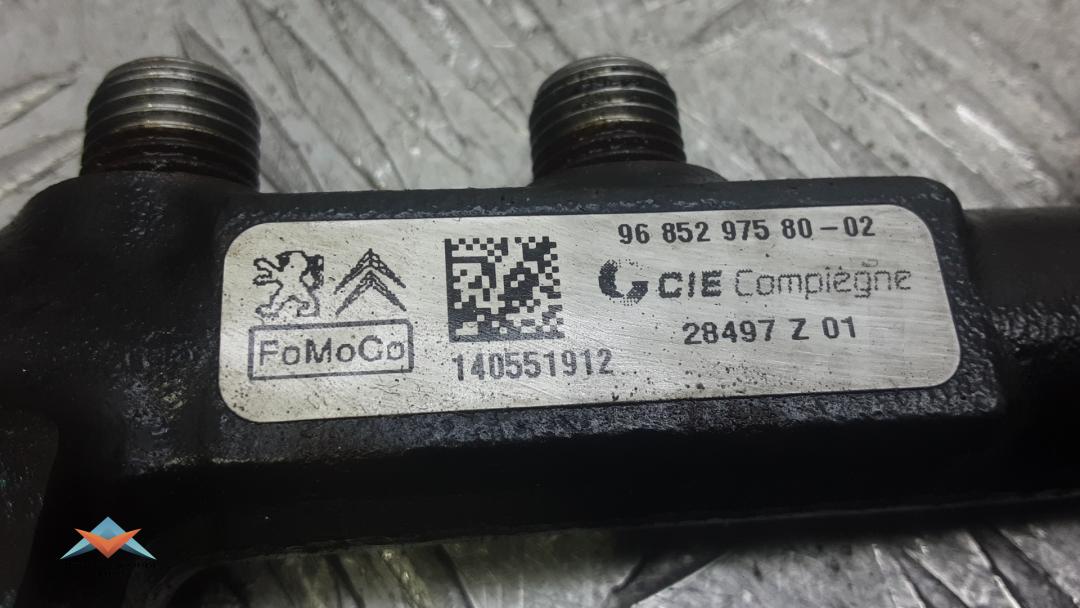 96 852 975 80-02
CIE Compiègne
28497 Z 01
FoMoCo
140551912